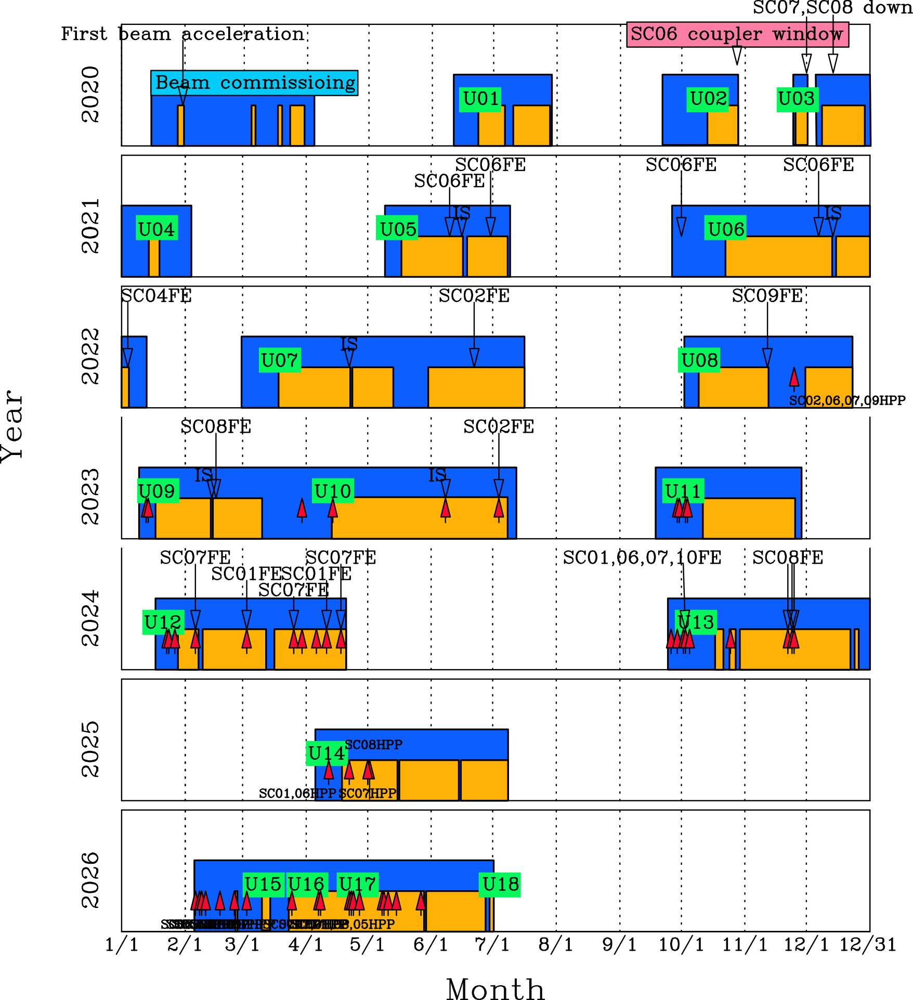 SC07,SC08 down
First beam acceleration
SC06 coupler window
Beam commissioing
U01
U02
U03
2020
SC06FE
SC06FE
SC06FE
SC06FE
IS
IS
U04
U05
U06
2021
SC04FE
SC02FE
SC09FE
IS
U07
U08
2022
SC02,06,07,09HPP
Year
SC08FE
SC02FE
IS
IS
U09
U10
U11
2023
SC07FE
SC07FE
SC01,06,07,10FE
SC08FE
SC01FE
SC01FE
SC07FE
U12
U13
2024
SC08HPP
U14
2025
SC01,06HPP
SC07HPP
U15
U16
U17
U18
2026
1/1
2/1
3/1
4/1
5/1
6/1
7/1
8/1
9/1
10/1
11/1
12/1
12/31
Month